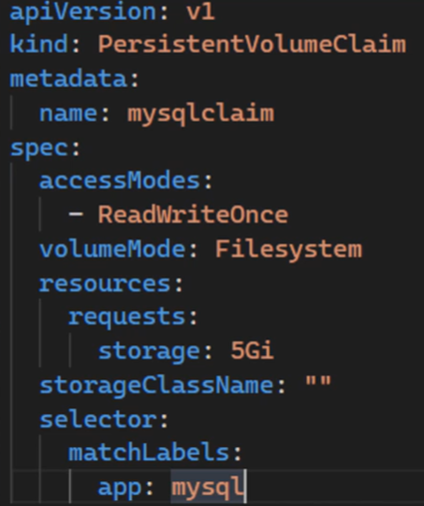 apiVersion: v1
kind: PersistentVolumeClaim
metadata:
  name: mysqlclaim
spec:
  accessModes:
    - ReadWriteOnce
  volumeMode: Filesystem
  resources:
    requests:
      storage: 5Gi
  storageClassName: ""
  selector:
    matchLabels:
      app: mysql